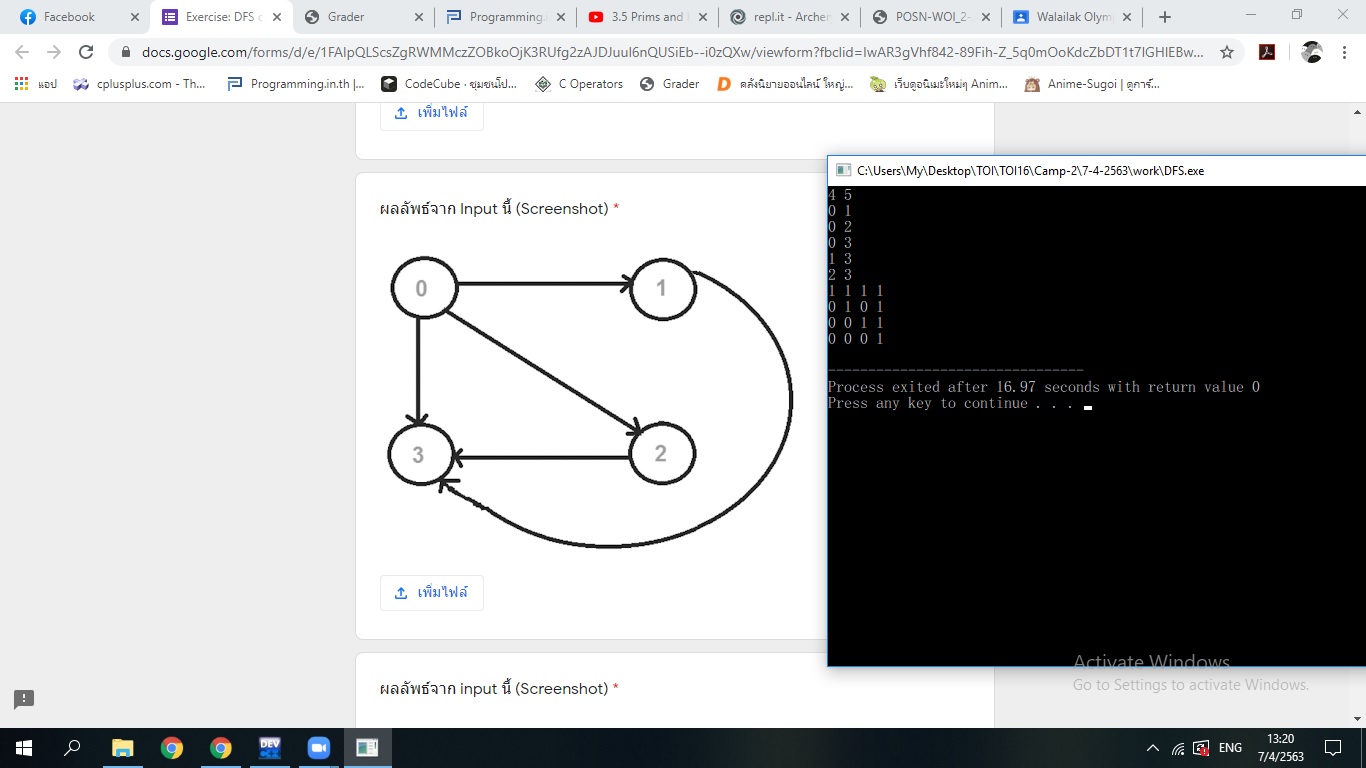 Facebook
Exercise: DFS c
Grader
Programming.
3.5 Prims and
repl.it - Archer
POSN-WOI_2-
Walailak Olym
docs.google.com/forms/d/e/1FAIpQLScsZgRWMMczZOBkoOjK3RUfq2zAJDJuuI6nQUSiEb--i0zQXw/viewform?fbclid=IwAR3gVhf842-89Fih-Z_5q0mOoKdcZbDT1t7IGHIEBw...
แอป
cplusplus.com - Th...
Programming.in.th |...
CodeCube · ชุมชนโป...
C Operators
Grader
คลังนิยายออนไลน์ ใหญ่...
เว็บดูอนิเมะใหม่ๆ Anim...
Anime-Sugoi | ดูการ์...
เพิ่มไฟล์
ผลลัพธ์จาก Input นี้ (Screenshot) *
0
1
3
2
เพิ่มไฟล์
ผลลัพธ์จาก input นี้ (Screenshot) *
C:\Users\My\Desktop\TOI\TOI16\Camp-2\7-4-2563\work\DFS.exe
4 5
0 1
0 2
0 3
1 3
2 3
1 1 1 1
0 1 0 1
0 0 1 1
0 0 0 1
--------------------------------
Process exited after 16.97 seconds with return value 0
Press any key to continue . . .
Activate Windows
Go to Settings to activate Windows.
DEV
ENG
13:20
7/4/2563